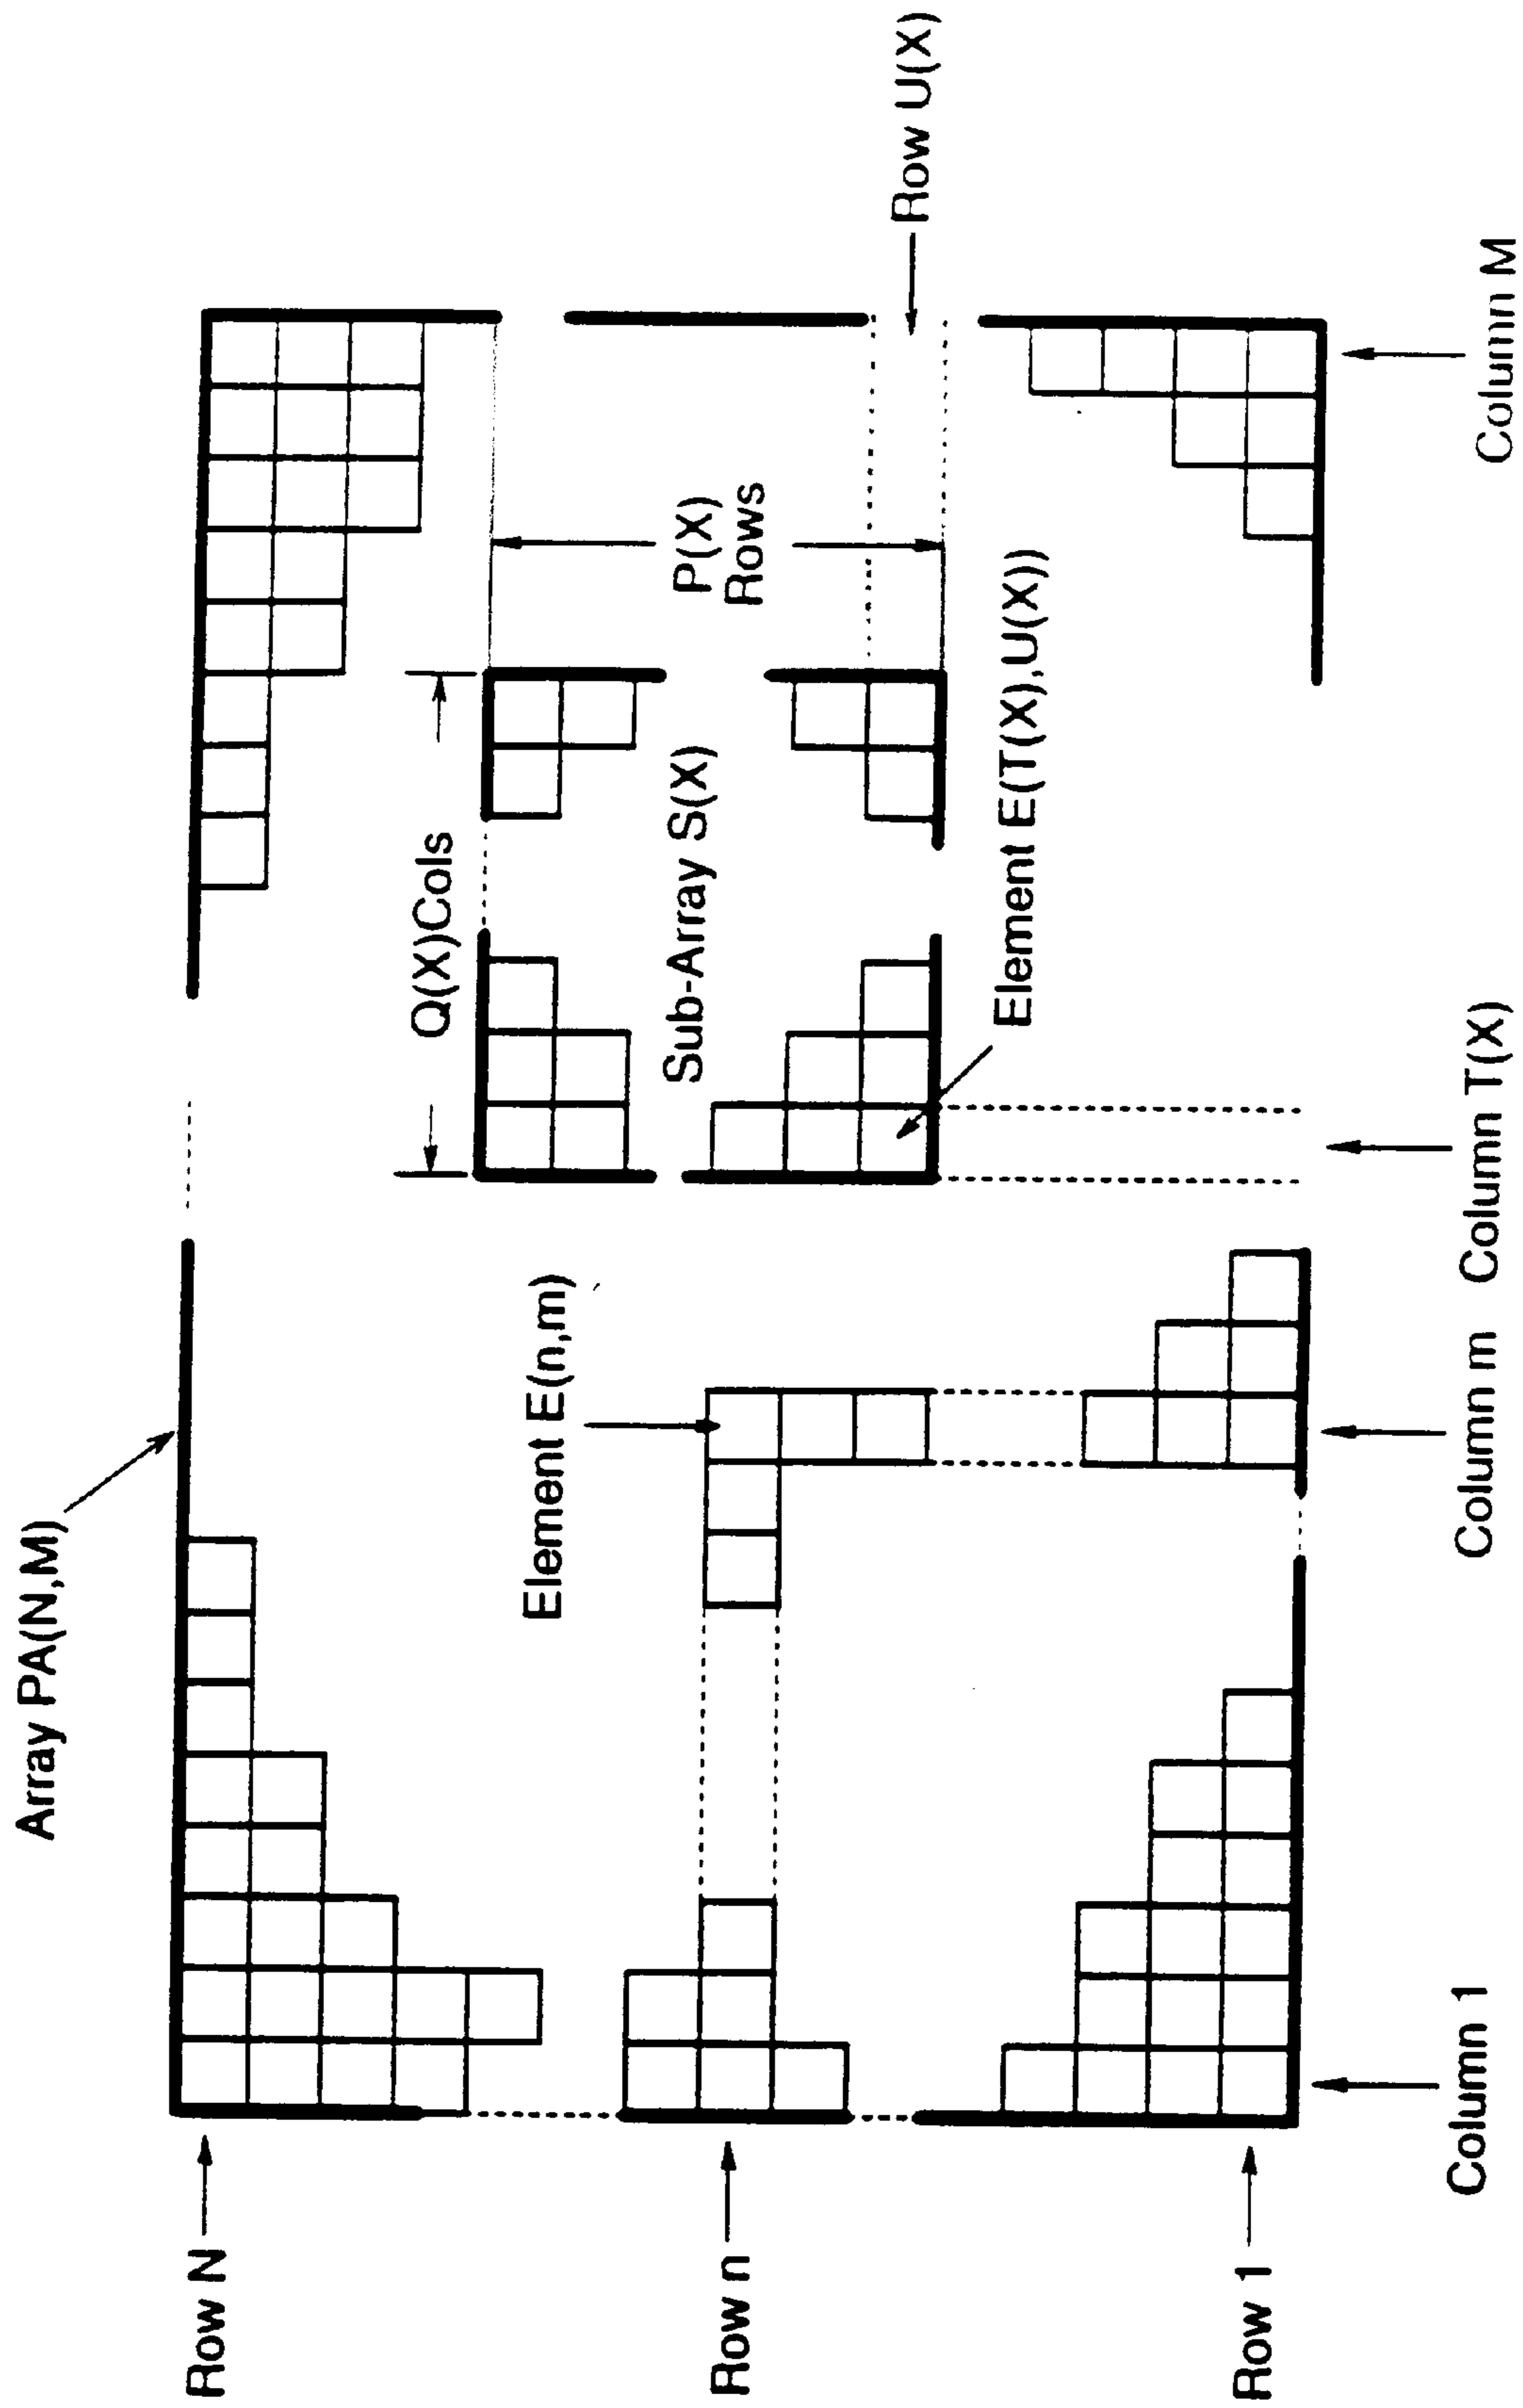 Array PA(N,M)
Row N
Q(X)Cols
P(X)
Rows
Element E(n,m)
Sub-Array S(X)
Row n
Row U(X)
Element E(T(X),U(X))
Row 1
Column 1
Column m
Column T(X)
Column M